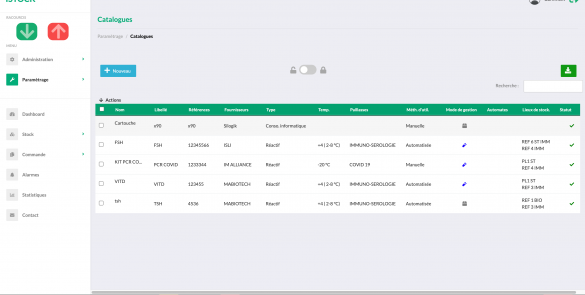 ISTOCK
RESSOURCES
MENU
Administration
Paramétrage
Dashboard
Stock
Commande
Alarmes
Statistiques
Contact
Catalogues
Paramétrage / Catalogues
+ Nouveau
Recherche :
Actions
Nom Libellé Références Fournisseurs Type Temp. Paillasses Méth. d'util. Mode de gestion Automates Lieux de stock. Statut
Cartouche n90 n90 Silogik Conso. Informatique Manuelle
FSH FSH 12345566 ISLI Réactif +4 ( 2-8 °C) IMMUNO-SEROLOGIE Automatisée REF 6 ST IMM
REF 4 IMM
KIT PCR CO... PCR COVID 1233344 IM ALLIANCE Réactif -20 °C COVID 19 Manuelle PL1 ST
REF 4 IMM
VITD VITD 123455 MABIOTECH Réactif +4 ( 2-8 °C) IMMUNO-SEROLOGIE Automatisée PL1 ST
REF 3 IMM
tsh TSH 4536 MABIOTECH Réactif +4 ( 2-8 °C) IMMUNO-SEROLOGIE Automatisée REF 1 BIO
REF 3 IMM